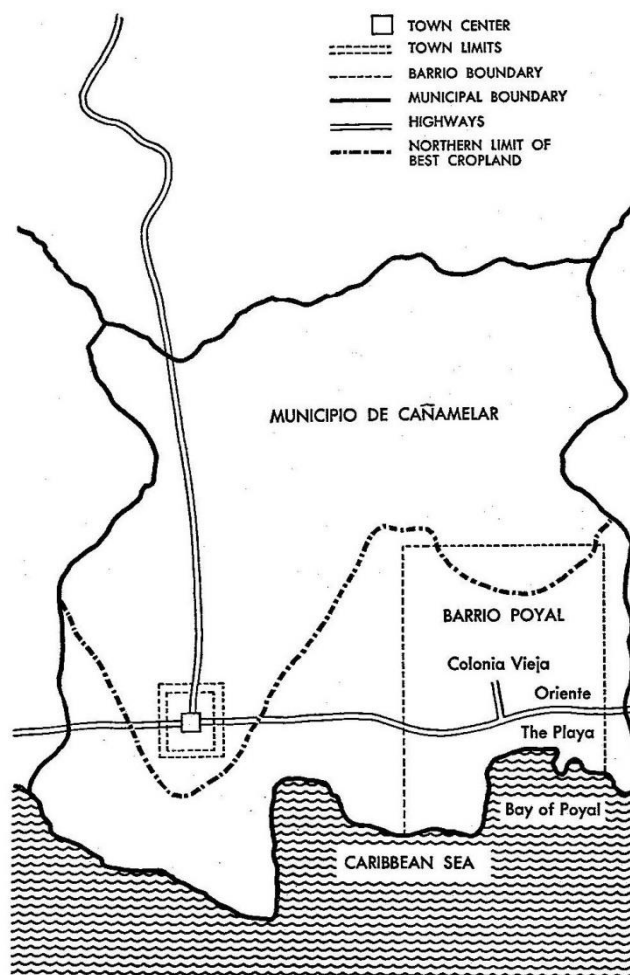 TOWN CENTER
TOWN LIMITS
BARRIO BOUNDARY
MUNICIPAL BOUNDARY
HIGHWAYS
NORTHERN LIMIT OF
BEST CROPLAND
MUNICIPIO DE CAÑAMELAR
BARRIO POYAL
Colonia Vieja
Oriente
The Playa
Bay of Poyal
CARIBBEAN SEA